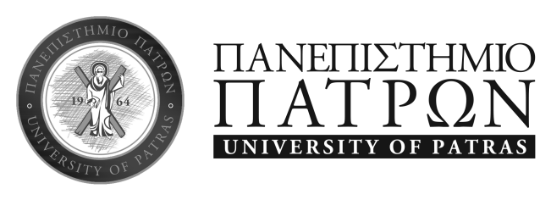 ΠΑΝΕΠΙΣΤΗΜΙΟ ΠΑΤΡΩΝ
19 64
UNIVERSITY OF PATRAS
ΠΑΝΕΠΙΣΤΗΜΙΟ
ΠΑΤΡΩΝ
UNIVERSITY OF PATRAS